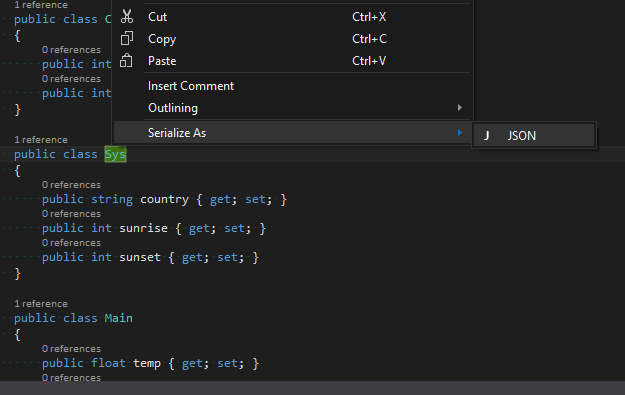 1 reference
public class C
{
0 references
public int
0 references
public int
}
Cut Ctrl+X
Copy Ctrl+C
Paste Ctrl+V
Insert Comment
Outlining
Serialize As
J JSON
1 reference
public class Sys
{
0 references
public string country { get; set; }
0 references
public int sunrise { get; set; }
0 references
public int sunset { get; set; }
}
1 reference
public class Main
{
0 references
public float temp { get; set; }
0 references